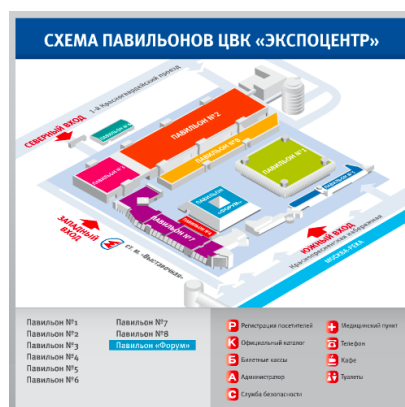 СХЕМА ПАВИЛЬОНОВ ЦВК «ЭКСПОЦЕНТР»
1-й Красногвардейский проезд
СЕВЕРНЫЙ ВХОД
ПАВИЛЬОН №2
ПАВИЛЬОН №8
ПАВИЛЬОН №1
ПАВИЛЬОН «ФОРУМ»
ПАВИЛЬОН №7
ЗАПАДНЫЙ ВХОД
ст. м. «Выставочная»
ЮЖНЫЙ ВХОД
Краснопресненская набережная
МОСКВА-РЕКА
Павильон №1
Павильон №2
Павильон №3
Павильон №4
Павильон №5
Павильон №6
Павильон №7
Павильон №8
Павильон «Форум»
Р Регистрация посетителей
К Официальный каталог
Б Билетные кассы
А Администратор
С Служба безопасности
Медицинский пункт
Телефон
Кафе
Туалеты